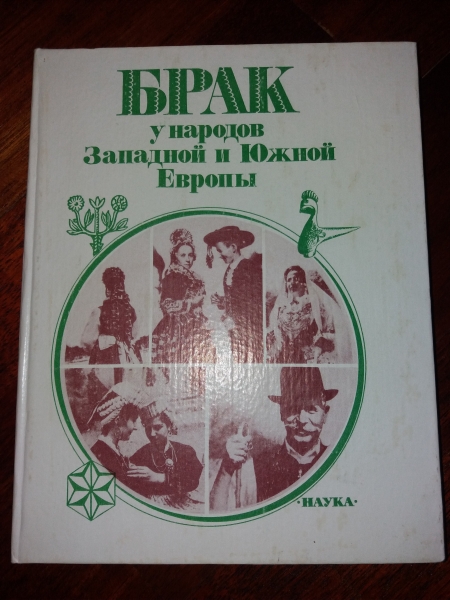 БРАК
у народов
Западной и Южной
Европы
·НАУКА·